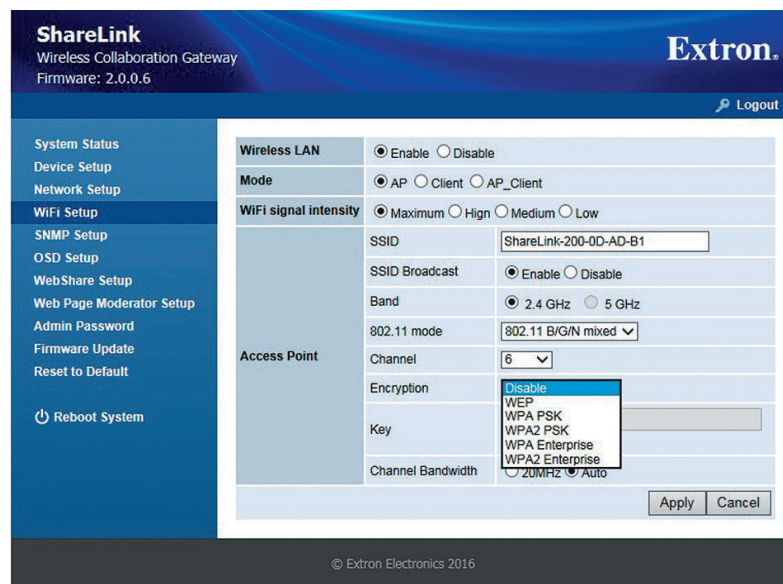 ShareLink
Wireless Collaboration Gateway
Firmware: 2.0.0.6
Extron®
Logout
System Status
Device Setup
Network Setup
WiFi Setup
SNMP Setup
OSD Setup
WebShare Setup
Web Page Moderator Setup
Admin Password
Firmware Update
Reset to Default
Reboot System
Wireless LAN Enable Disable
Mode AP Client AP_Client
WiFi signal intensity Maximum Hign Medium Low
Access Point
SSID ShareLink-200-0D-AD-B1
SSID Broadcast Enable Disable
Band 2.4 GHz 5 GHz
802.11 mode 802.11 B/G/N mixed
Channel 6
Encryption Disable
WEP
WPA PSK
WPA2 PSK
WPA Enterprise
WPA2 Enterprise
Key
Channel Bandwidth 20MHz Auto
Apply Cancel
© Extron Electronics 2016